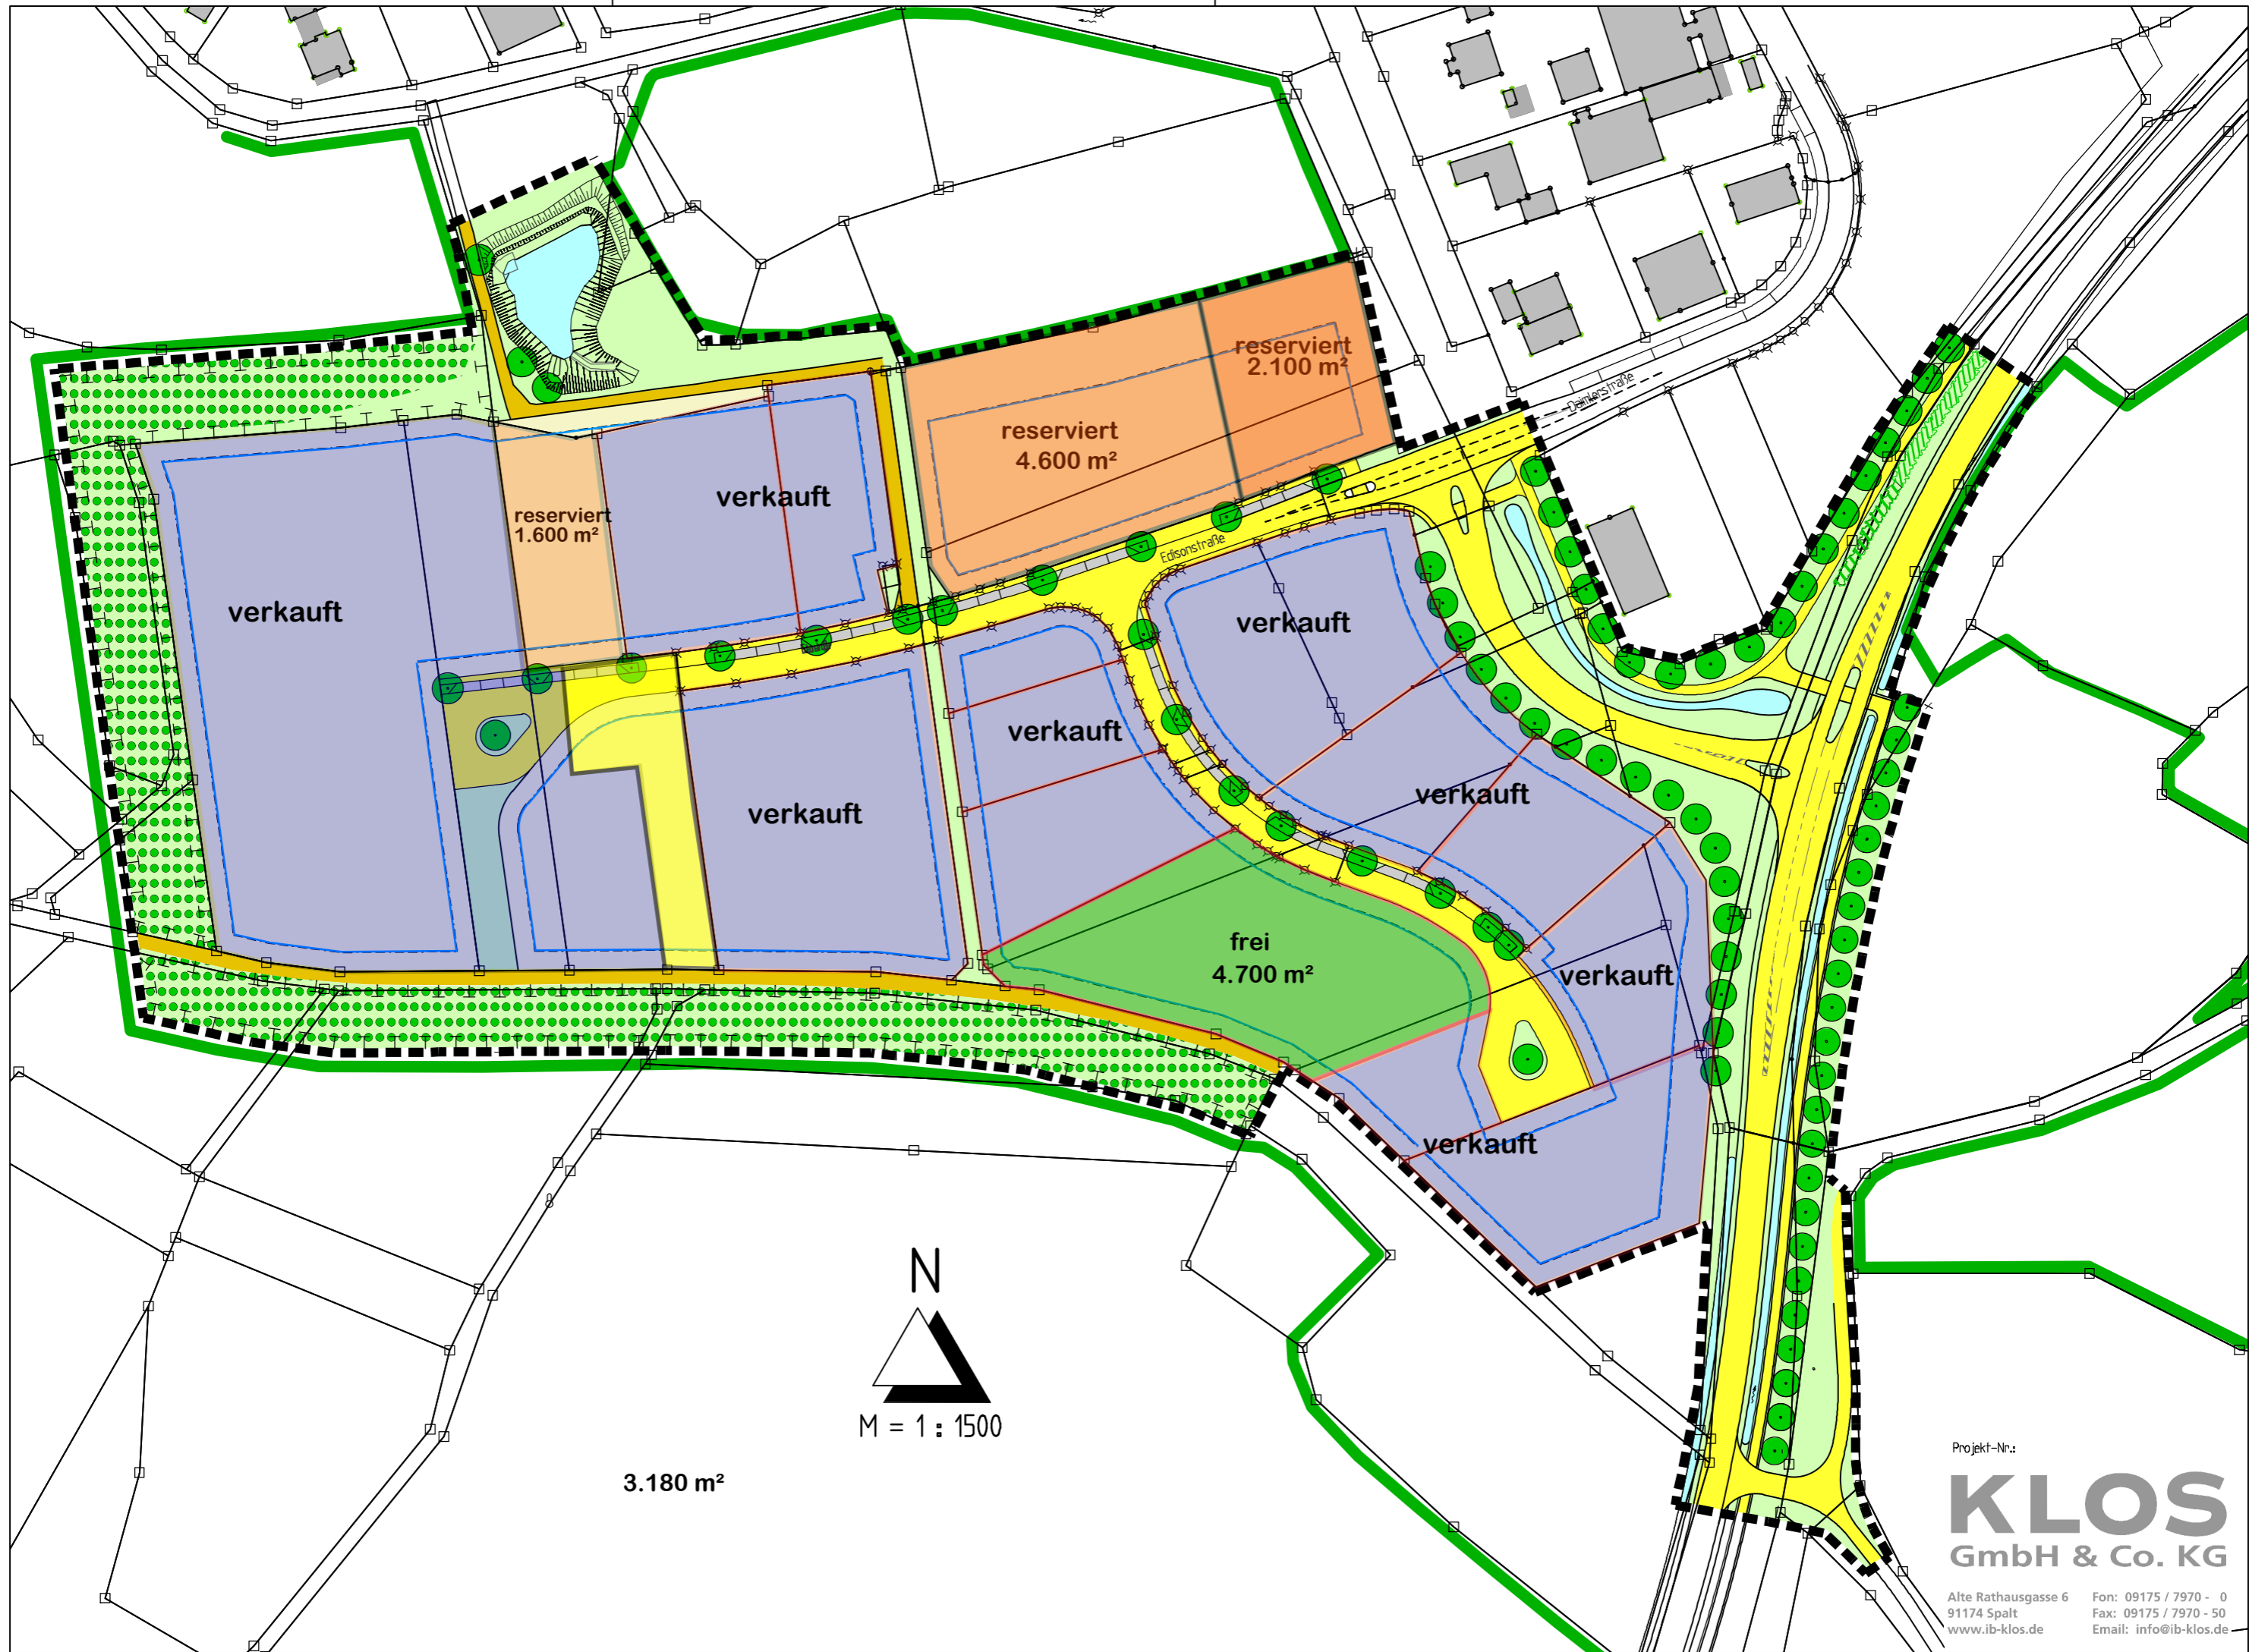 reserviert
2.100 m²
Daimlerstraße
reserviert
4.600 m²
verkauft
reserviert
1.600 m²
Edisonstraße
verkauft
verkauft
verkauft
verkauft
verkauft
verkauft
frei
4.700 m²
verkauft
verkauft
N
M = 1 : 1500
3.180 m²
Projekt-Nr.:
KLOS
GmbH & Co. KG
Alte Rathausgasse 6 Fon: 09175 / 7970 - 0
91174 Spalt Fax: 09175 / 7970 - 50
www.ib-klos.de Email: info@ib-klos.de